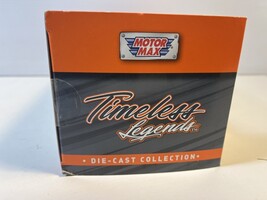 MOTOR
MAX
Timeless
Legends
• DIE-CAST COLLECTION •